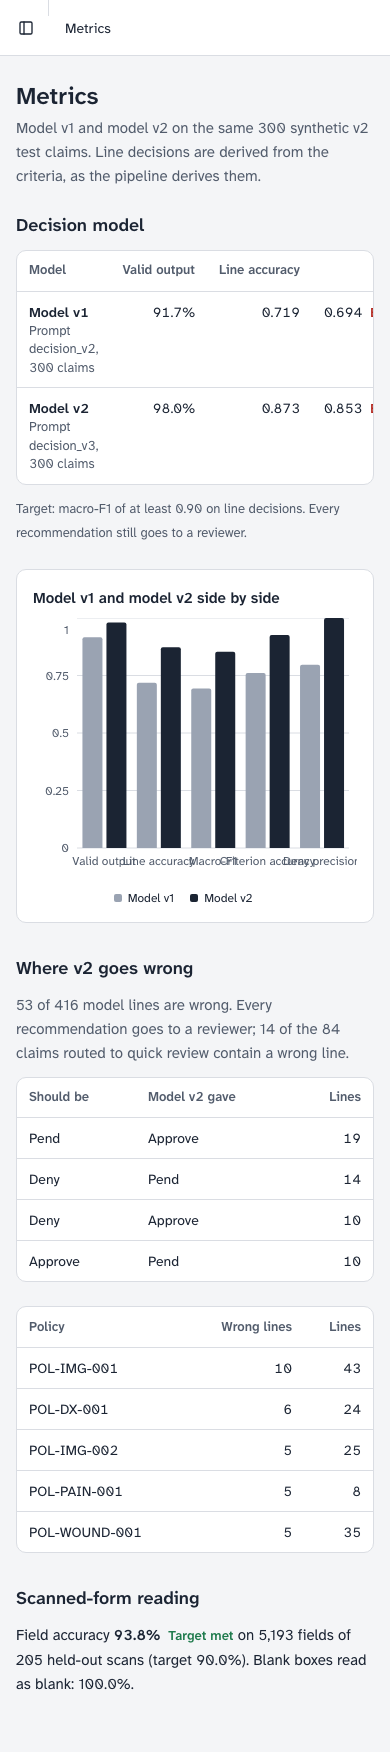 Metrics
Metrics
Model v1 and model v2 on the same 300 synthetic v2
test claims. Line decisions are derived from the
criteria, as the pipeline derives them.
Decision model
Model Valid output Line accuracy
Model v1 91.7% 0.719 0.694
Prompt
decision_v2,
300 claims
Model v2 98.0% 0.873 0.853
Prompt
decision_v3,
300 claims
Target: macro-F1 of at least 0.90 on line decisions. Every
recommendation still goes to a reviewer.
Model v1 and model v2 side by side
1
0.75
0.5
0.25
0
Valid output Line accuracy Macro-F1 Criterion accuracy Deny precision
Model v1 Model v2
Where v2 goes wrong
53 of 416 model lines are wrong. Every
recommendation goes to a reviewer; 14 of the 84
claims routed to quick review contain a wrong line.
Should be Model v2 gave Lines
Pend Approve 19
Deny Pend 14
Deny Approve 10
Approve Pend 10
Policy Wrong lines Lines
POL-IMG-001 10 43
POL-DX-001 6 24
POL-IMG-002 5 25
POL-PAIN-001 5 8
POL-WOUND-001 5 35
Scanned-form reading
Field accuracy 93.8% Target met on 5,193 fields of
205 held-out scans (target 90.0%). Blank boxes read
as blank: 100.0%.